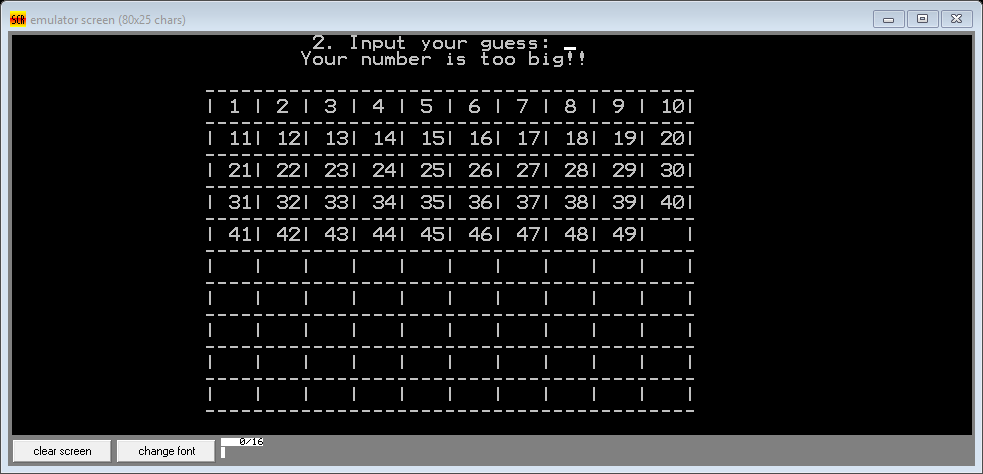 SCR emulator screen (80x25 chars)
2. Input your guess: _
Your number is too big!!
| 1 | 2 | 3 | 4 | 5 | 6 | 7 | 8 | 9 | 10|
| 11| 12| 13| 14| 15| 16| 17| 18| 19| 20|
| 21| 22| 23| 24| 25| 26| 27| 28| 29| 30|
| 31| 32| 33| 34| 35| 36| 37| 38| 39| 40|
| 41| 42| 43| 44| 45| 46| 47| 48| 49| |
clear screen change font 0/16